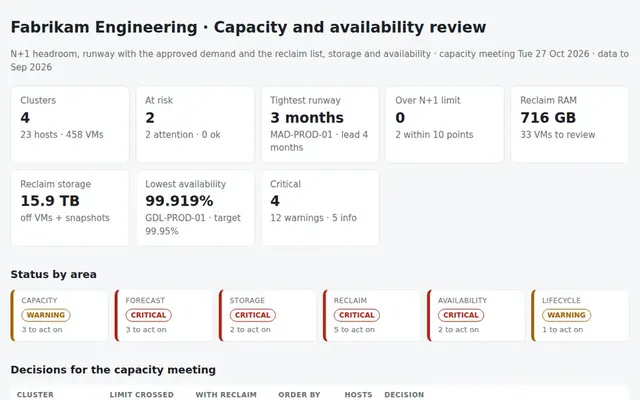 Fabrikam Engineering · Capacity and availability review
N+1 headroom, runway with the approved demand and the reclaim list, storage and availability · capacity meeting Tue 27 Oct 2026 · data to
Sep 2026
Clusters
4
23 hosts · 458 VMs
At risk
2
2 attention · 0 ok
Tightest runway
3 months
MAD-PROD-01 · lead 4
months
Over N+1 limit
0
2 within 10 points
Reclaim RAM
716 GB
33 VMs to review
Reclaim storage
15.9 TB
off VMs + snapshots
Lowest availability
99.919%
GDL-PROD-01 · target
99.95%
Critical
4
12 warnings · 5 info
Status by area
CAPACITY
WARNING
3 to act on
FORECAST
CRITICAL
3 to act on
STORAGE
CRITICAL
2 to act on
RECLAIM
CRITICAL
5 to act on
AVAILABILITY
CRITICAL
2 to act on
LIFECYCLE
WARNING
1 to act on
Decisions for the capacity meeting
CLUSTER LIMIT CROSSED WITH RECLAIM ORDER BY HOSTS DECISION